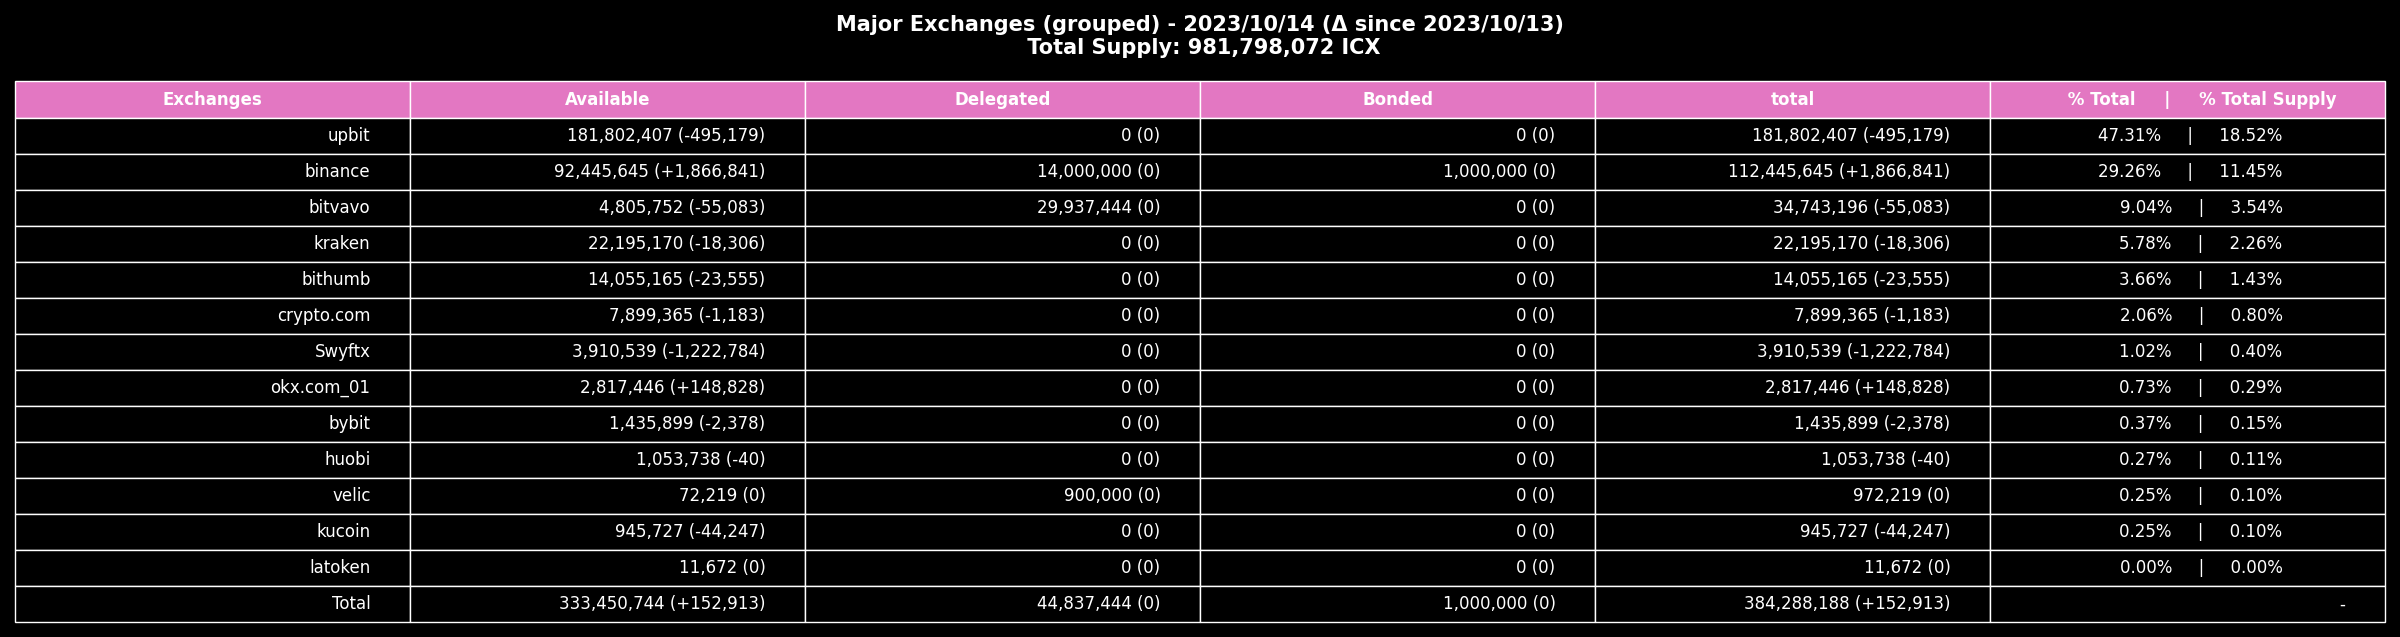 Major Exchanges (grouped) - 2023/10/14 (Δ since 2023/10/13)
Total Supply: 981,798,072 ICX
Exchanges Available Delegated Bonded total % Total | % Total Supply
upbit 181,802,407 (-495,179) 0 (0) 0 (0) 181,802,407 (-495,179) 47.31% | 18.52%
binance 92,445,645 (+1,866,841) 14,000,000 (0) 1,000,000 (0) 112,445,645 (+1,866,841) 29.26% | 11.45%
bitvavo 4,805,752 (-55,083) 29,937,444 (0) 0 (0) 34,743,196 (-55,083) 9.04% | 3.54%
kraken 22,195,170 (-18,306) 0 (0) 0 (0) 22,195,170 (-18,306) 5.78% | 2.26%
bithumb 14,055,165 (-23,555) 0 (0) 0 (0) 14,055,165 (-23,555) 3.66% | 1.43%
crypto.com 7,899,365 (-1,183) 0 (0) 0 (0) 7,899,365 (-1,183) 2.06% | 0.80%
Swyftx 3,910,539 (-1,222,784) 0 (0) 0 (0) 3,910,539 (-1,222,784) 1.02% | 0.40%
okx.com_01 2,817,446 (+148,828) 0 (0) 0 (0) 2,817,446 (+148,828) 0.73% | 0.29%
bybit 1,435,899 (-2,378) 0 (0) 0 (0) 1,435,899 (-2,378) 0.37% | 0.15%
huobi 1,053,738 (-40) 0 (0) 0 (0) 1,053,738 (-40) 0.27% | 0.11%
velic 72,219 (0) 900,000 (0) 0 (0) 972,219 (0) 0.25% | 0.10%
kucoin 945,727 (-44,247) 0 (0) 0 (0) 945,727 (-44,247) 0.25% | 0.10%
latoken 11,672 (0) 0 (0) 0 (0) 11,672 (0) 0.00% | 0.00%
Total 333,450,744 (+152,913) 44,837,444 (0) 1,000,000 (0) 384,288,188 (+152,913) -